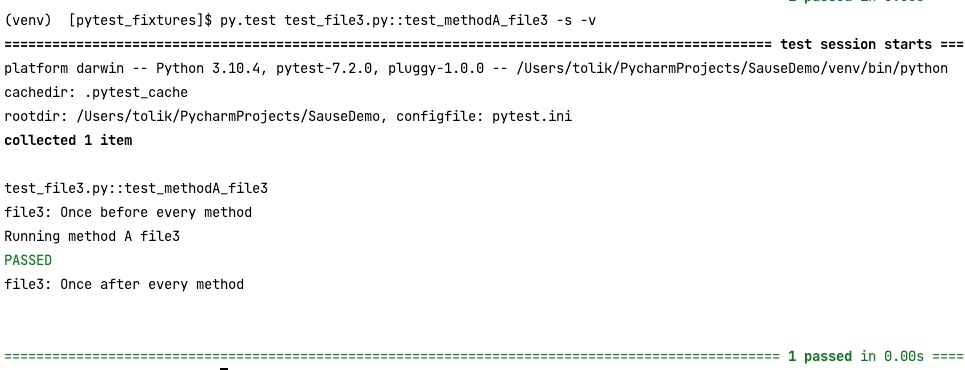 (venv)  [pytest_fixtures]$ py.test test_file3.py::test_methodA_file3 -s -v
================================================================================================ test session starts ===
platform darwin -- Python 3.10.4, pytest-7.2.0, pluggy-1.0.0 -- /Users/tolik/PycharmProjects/SauseDemo/venv/bin/python
cachedir: .pytest_cache
rootdir: /Users/tolik/PycharmProjects/SauseDemo, configfile: pytest.ini
collected 1 item
test_file3.py::test_methodA_file3
file3: Once before every method
Running method A file3
PASSED
file3: Once after every method
================================================================================================= 1 passed in 0.00s ====